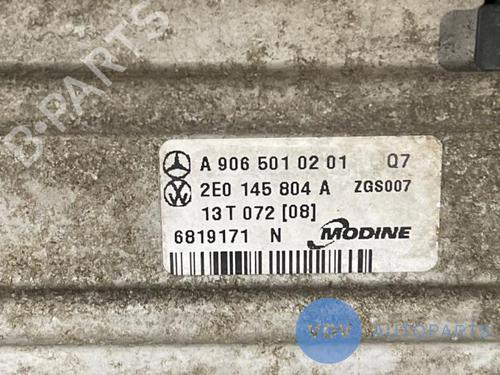 B-PARTS
A 906 501 02 01 Q7
2E0 145 804 A ZGS007
13 T 072 [08]
6819171 N MODINE
VDV AUTOPARTS